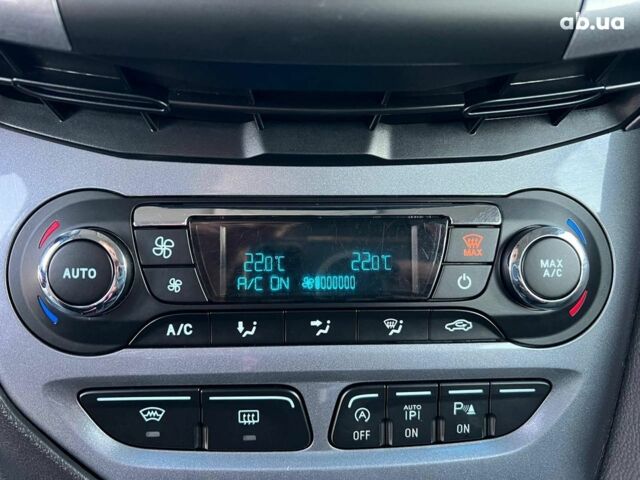 ab.ua
22.0°C 22.0°C
A/C ON
AUTO
MAX
MAX A/C
A/C
OFF
AUTO
P
ON
P
ON